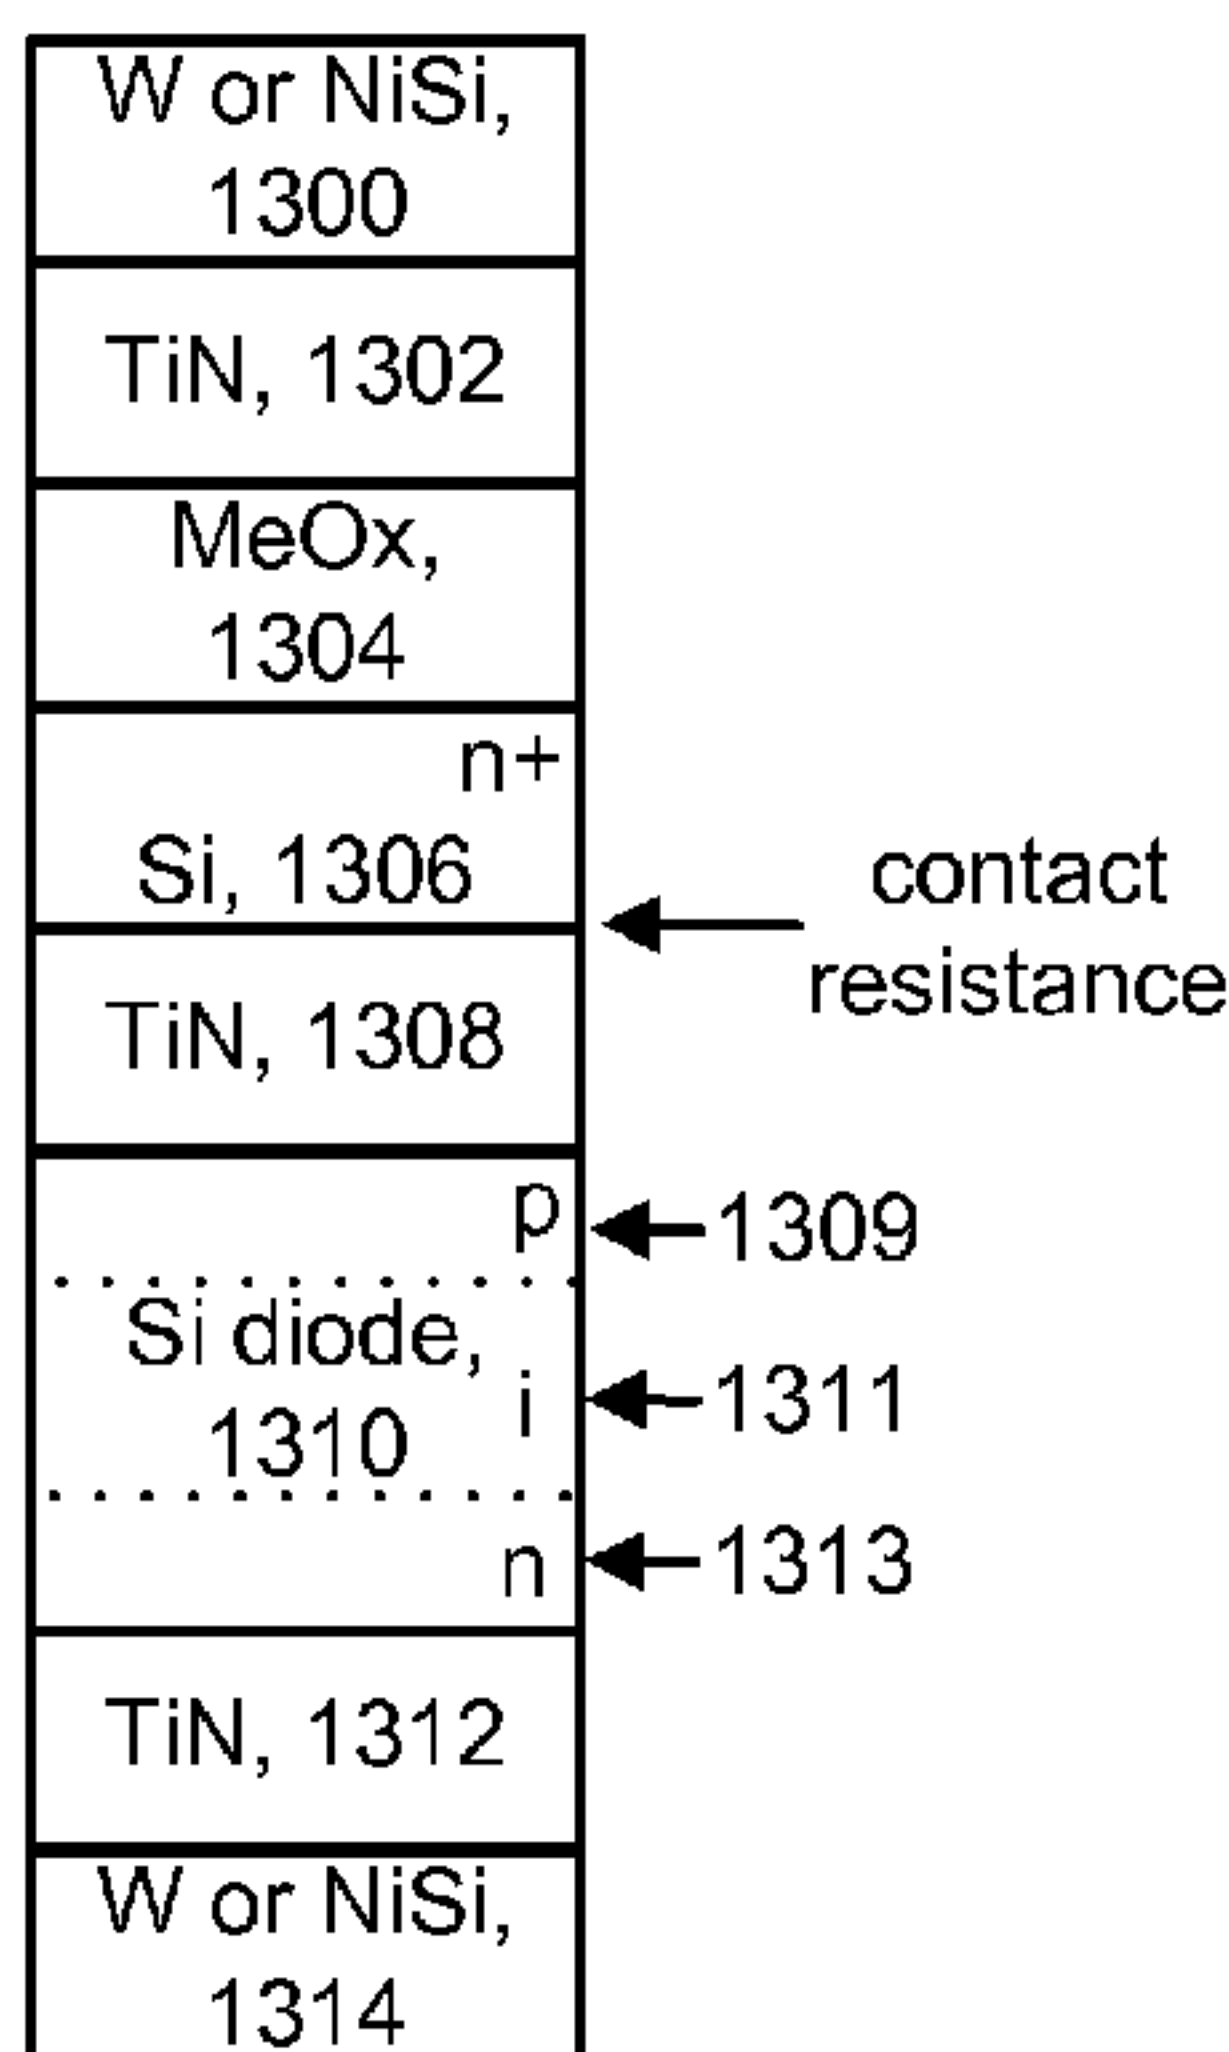 W or NiSi,
1300
TiN, 1302
MeOx,
1304
n+
Si, 1306
contact
resistance
TiN, 1308
p
1309
Si diode,
1310
i
1311
n
1313
TiN, 1312
W or NiSi,
1314